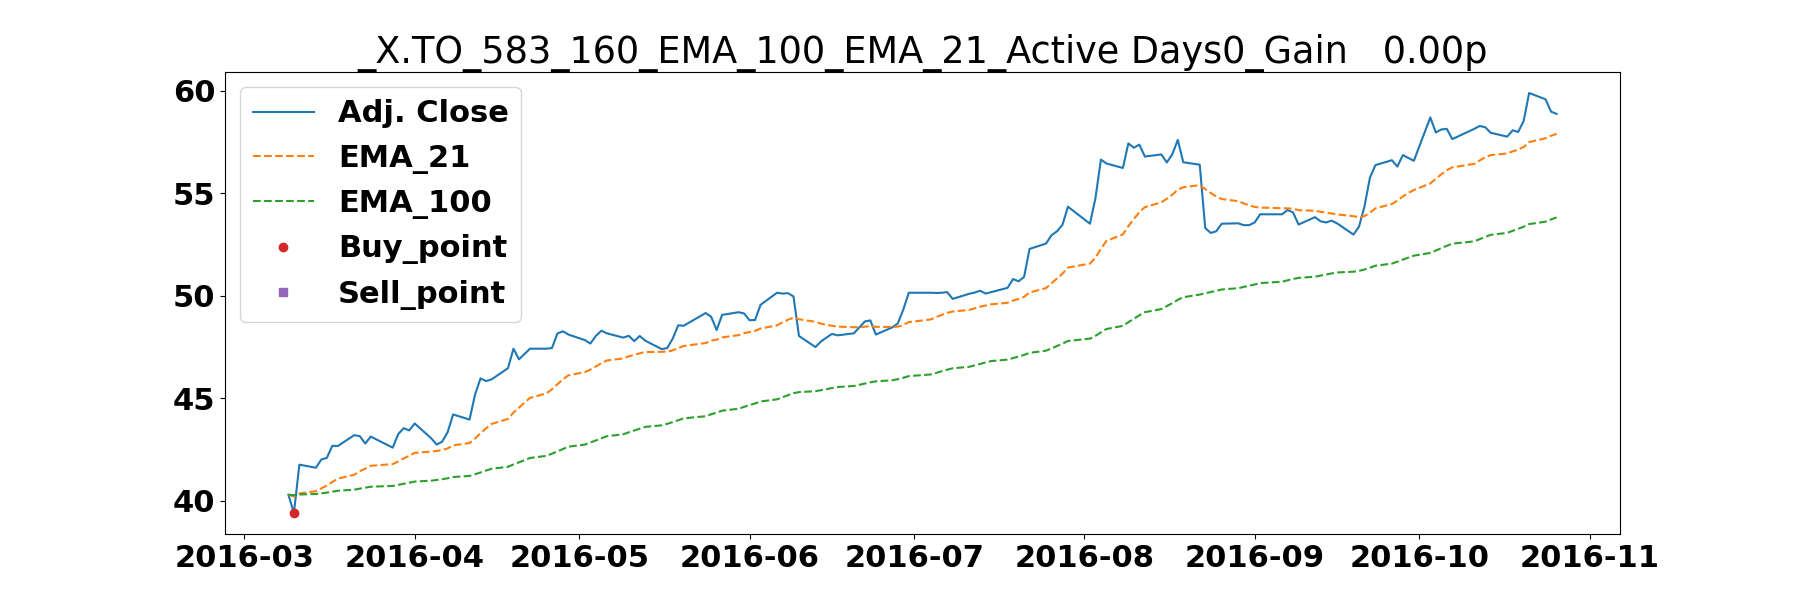 _X.TO_583_160_EMA_100_EMA_21_Active Days0_Gain   0.00p
60
55
50
45
40
Adj. Close
EMA_21
EMA_100
Buy_point
Sell_point
2016-03 2016-04 2016-05 2016-06 2016-07 2016-08 2016-09 2016-10 2016-11